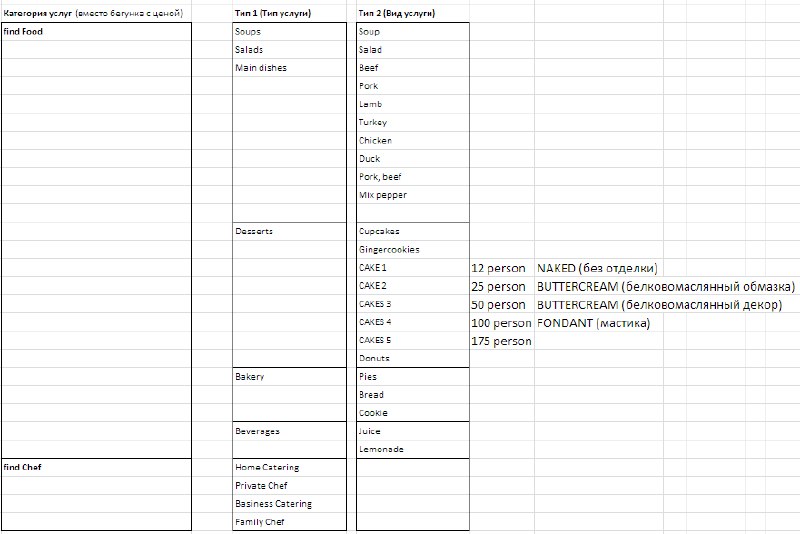 Категория услуг (вместо бегунка с ценой) Тип 1 (Тип услуги) Тип 2 (Вид услуги)
find Food Soups Soup
Salads Salad
Main dishes Beef
Pork
Lamb
Turkey
Chicken
Duck
Pork, beef
Mix pepper
Desserts Cupcakes
Gingercookies
CAKE 1 12 person NAKED (без отделки)
CAKE 2 25 person BUTTERCREAM (белковомаслянный обмазка)
CAKES 3 50 person BUTTERCREAM (белковомаслянный декор)
CAKES 4 100 person FONDANT (мастика)
CAKES 5 175 person
Donuts
Bakery Pies
Bread
Cookie
Beverages Juice
Lemonade
find Chef Home Catering
Private Chef
Basiness Catering
Family Chef